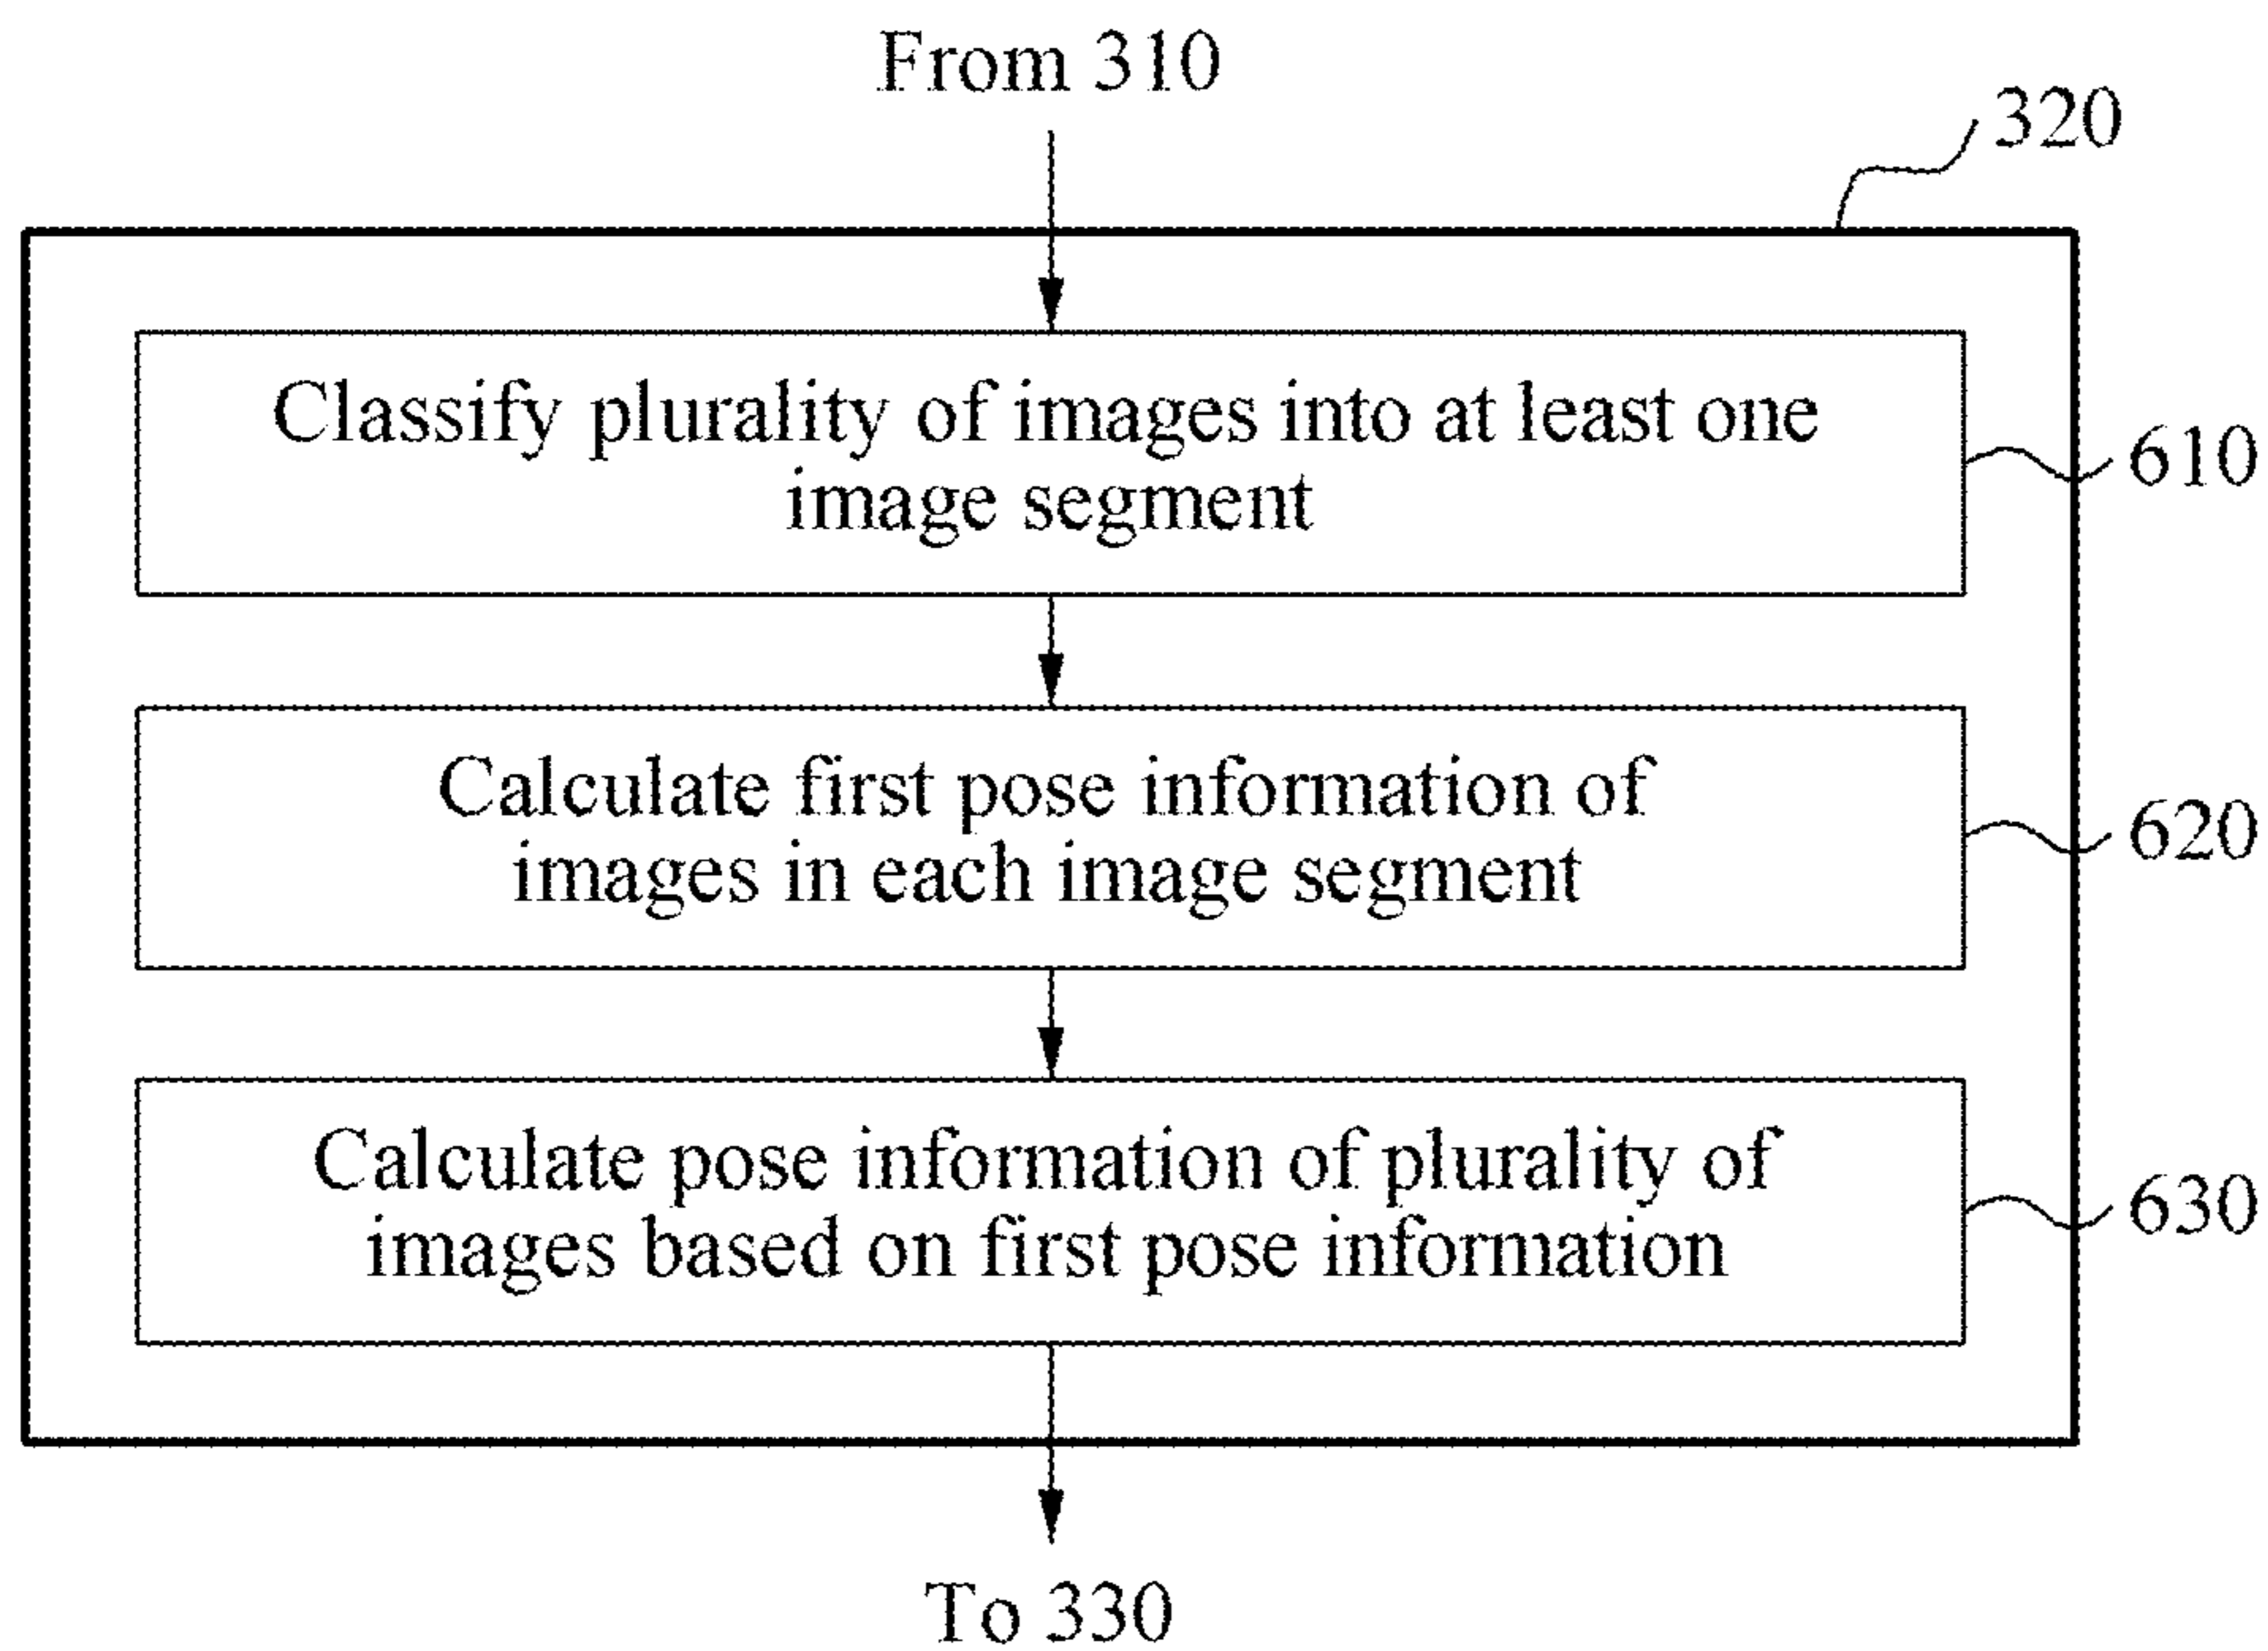 From 310
320
Classify plurality of images into at least one
image segment
610
Calculate first pose information of
images in each image segment
620
Calculate pose information of plurality of
images based on first pose information
630
To 330